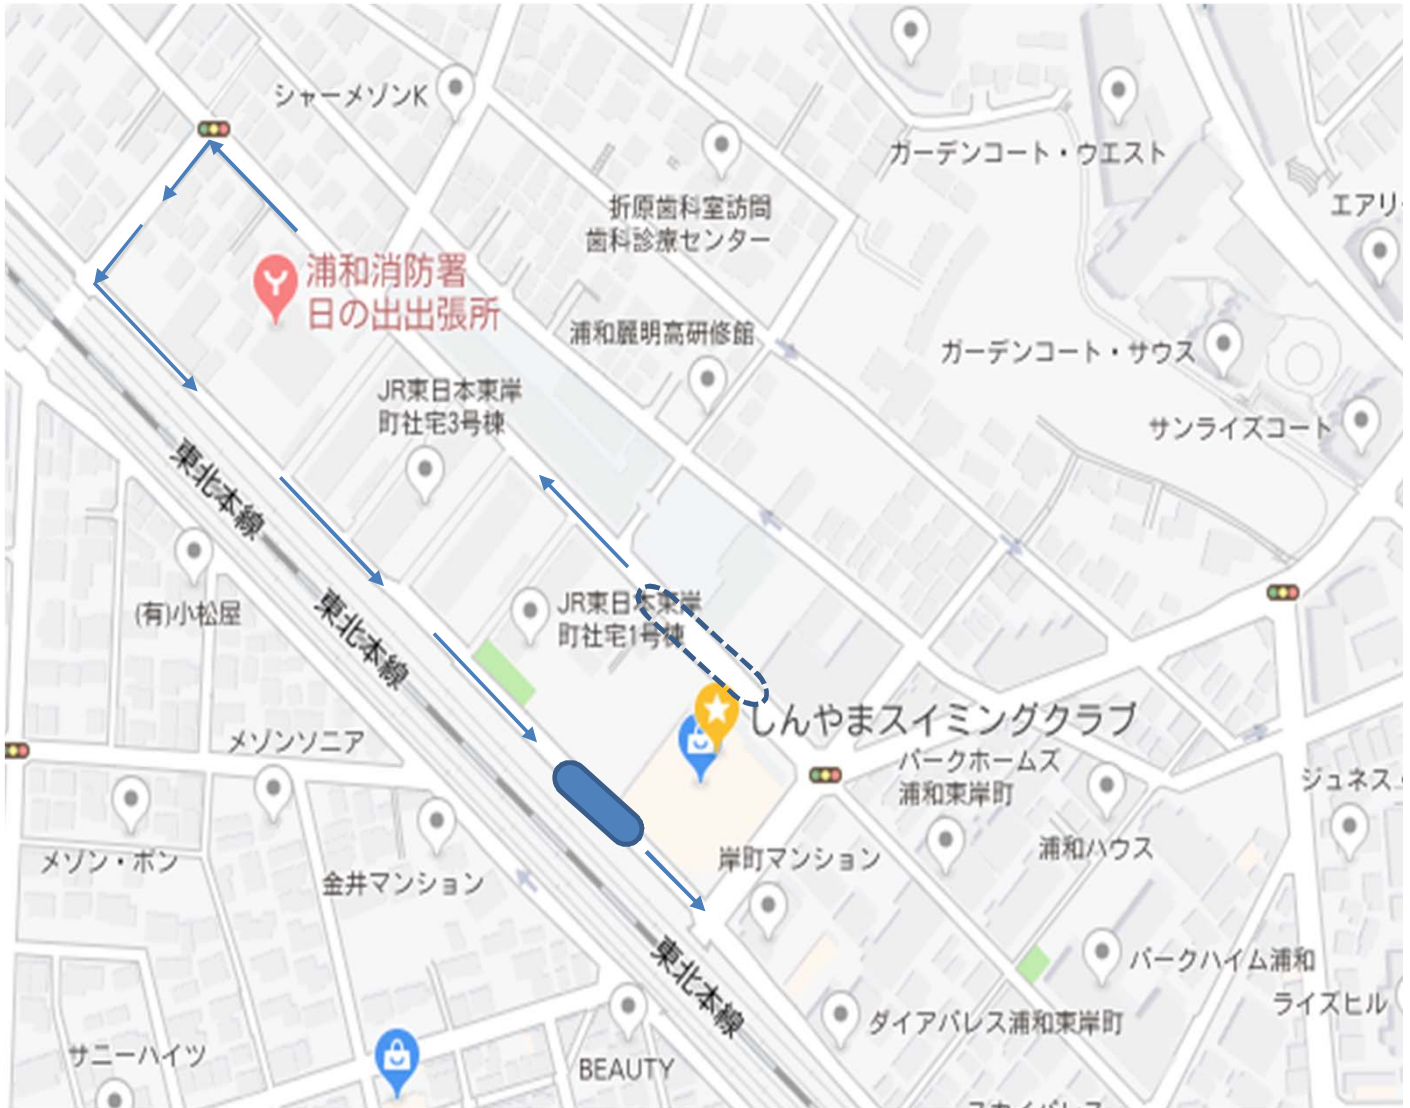 シャーメゾンK
ガーデンコート・ウエスト
折原歯科室訪問
歯科診療センター
エアリ
浦和消防署
日の出出張所
浦和麗明高研修館
ガーデンコート・サウス
JR東日本東岸
町社宅3号棟
サンライズコート
東北本線
(有)小松屋
東北本線
JR東日本東岸
町社宅1号棟
しんやまスイミングクラブ
メゾンソニア
パークホームズ
浦和東岸町
ジュネス
メゾン・ボン
金井マンション
岸町マンション
浦和ハウス
東北本線
パークハイム浦和
ライズヒル
ダイアパレス浦和東岸町
サニーハイツ
BEAUTY